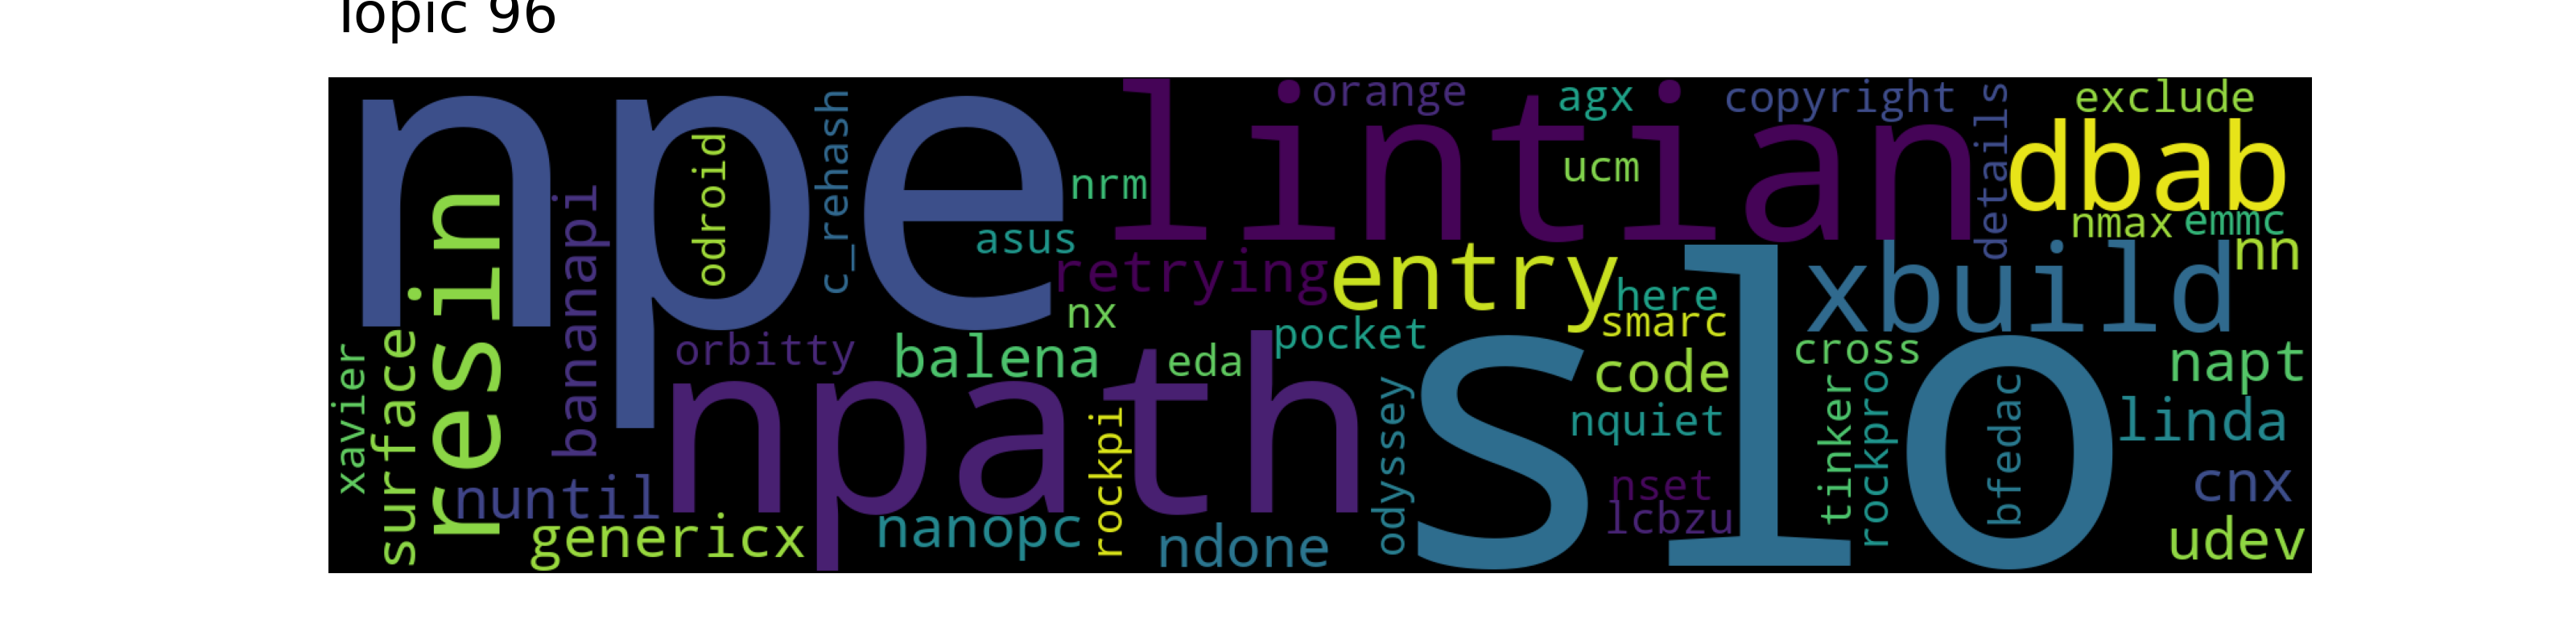 Topic 96
npe
lintian
orange
agx
copyright
details
exclude
dbab
odroid
c_rehash
nrm
ucm
nmax
emmc
nn
resin
bananapi
asus
retrying
entry
here
xbuild
nx
smarc
pocket
xavier
surface
orbitty
balena
eda
npath
slo
code
cross
napt
rockpi
odyssey
nquiet
tinker
rockpro
bfedac
linda
nuntil
nset
lcbzu
cnx
genericx
nanopc
ndone
udev